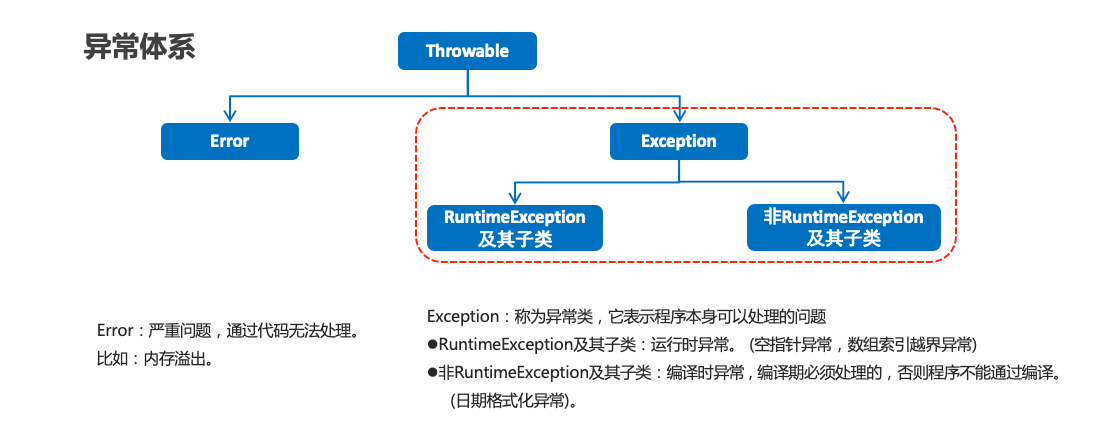 异常体系
Throwable
Error
Exception
RuntimeException
及其子类
非RuntimeException
及其子类
Error：严重问题，通过代码无法处理。
比如：内存溢出。
Exception：称为异常类，它表示程序本身可以处理的问题
●RuntimeException及其子类：运行时异常。 (空指针异常，数组索引越界异常)
●非RuntimeException及其子类：编译时异常，编译期必须处理的，否则程序不能通过编译。
(日期格式化异常)。